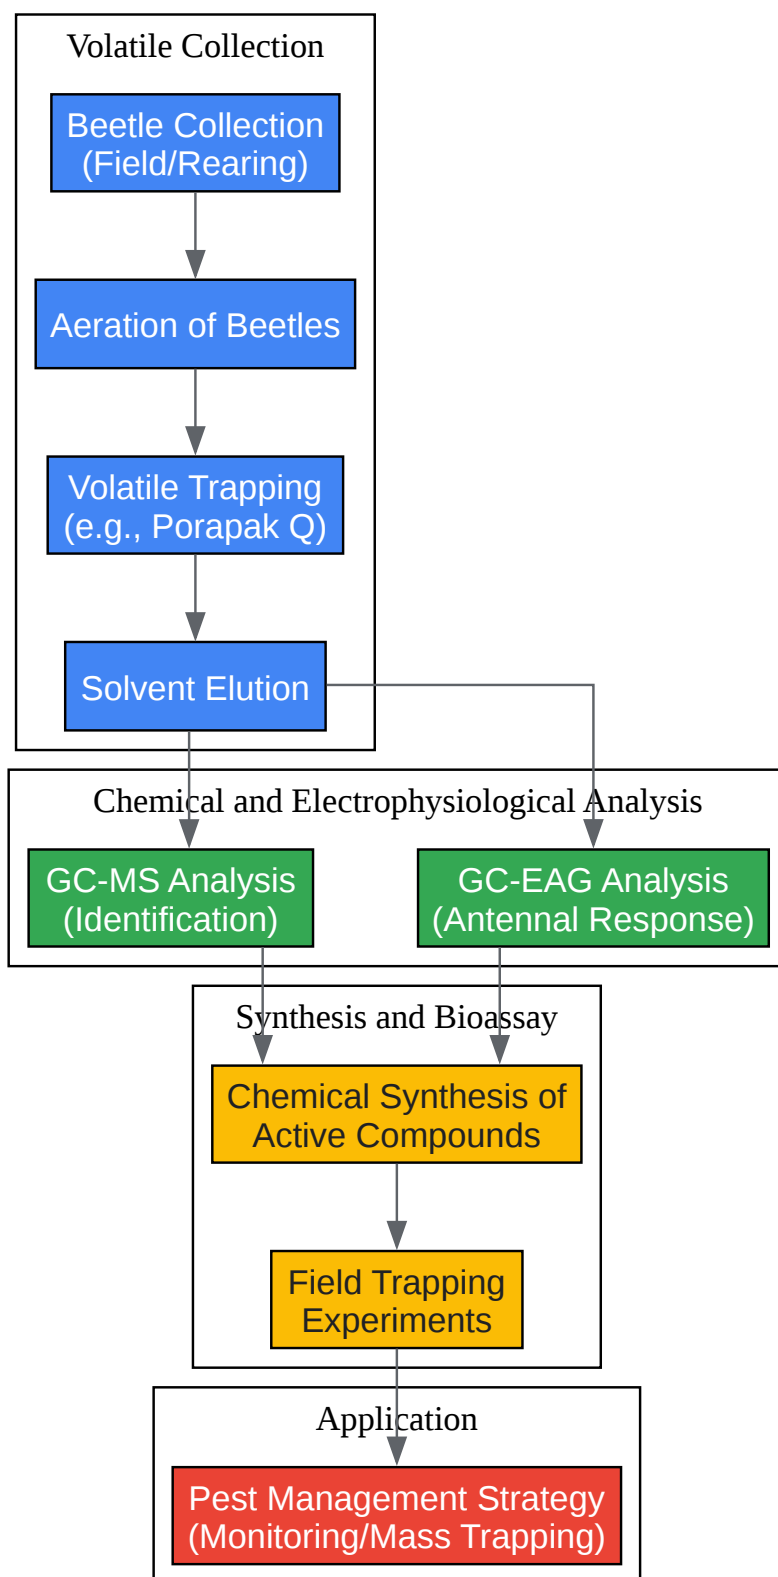 Volatile Collection
Beetle Collection
(Field/Rearing)
Aeration of Beetles
Volatile Trapping
(e.g., Porapak Q)
Solvent Elution
Chemical and Electrophysiological Analysis
GC-MS Analysis
(Identification)
GC-EAG Analysis
(Antennal Response)
Synthesis and Bioassay
Chemical Synthesis of
Active Compounds
Field Trapping
Experiments
Application
Pest Management Strategy
(Monitoring/Mass Trapping)